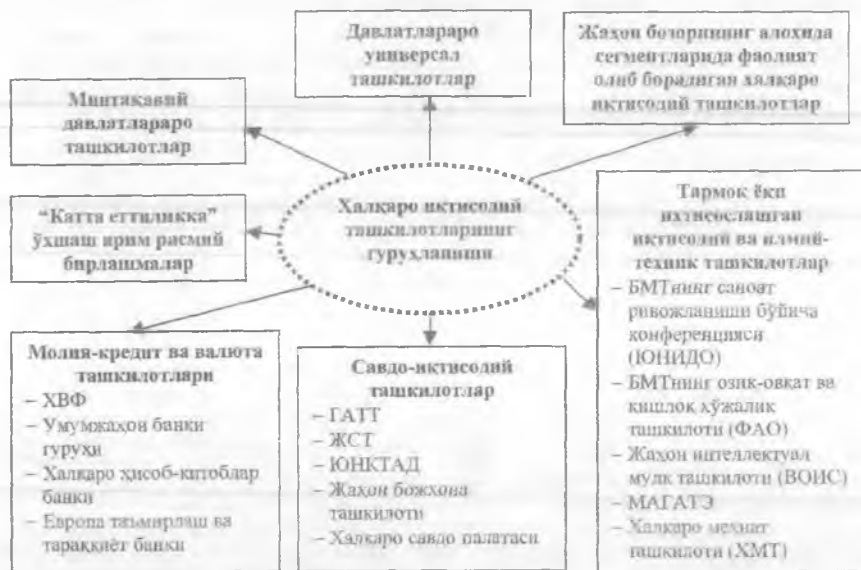 Давлатлараро
универсал
ташкилотлар
Жаҳон бозорининг алоҳида
сегментларида фаолият
олиб борадиган халқаро
иқтисодий ташкилотлар
Минтақавий
давлатлараро
ташкилотлар
Халқаро иқтисодий
ташкилотларнинг
гуруҳланиши
“Катта еттиликка”
ўхшаш ярим расмий
бирлашмалар
Тармоқ ёки
ихтисослашган
иқтисодий ва илмий-
техник ташкилотлар
– БМТнинг саноат
ривожланиши бўйича
конференцияси
(ЮНИДО)
– БМТнинг озиқ-овқат ва
қишлоқ хўжалик
ташкилоти (ФАО)
– Жаҳон интеллектуал
мулк ташкилоти (ВОИС)
– МАГАТЭ
– Халқаро меҳнат
ташкилоти (ХМТ)
Молия-кредит ва валюта
ташкилотлари
– ХВФ
– Умумжаҳон банки
гуруҳи
– Халқаро ҳисоб-китоблар
банки
– Европа таъмирлаш ва
тараққиёт банки
Савдо-иқтисодий
ташкилотлар
– ГАТТ
– ЖСТ
– ЮНКТАД
– Жаҳон божхона
ташкилоти
– Халқаро савдо палатаси